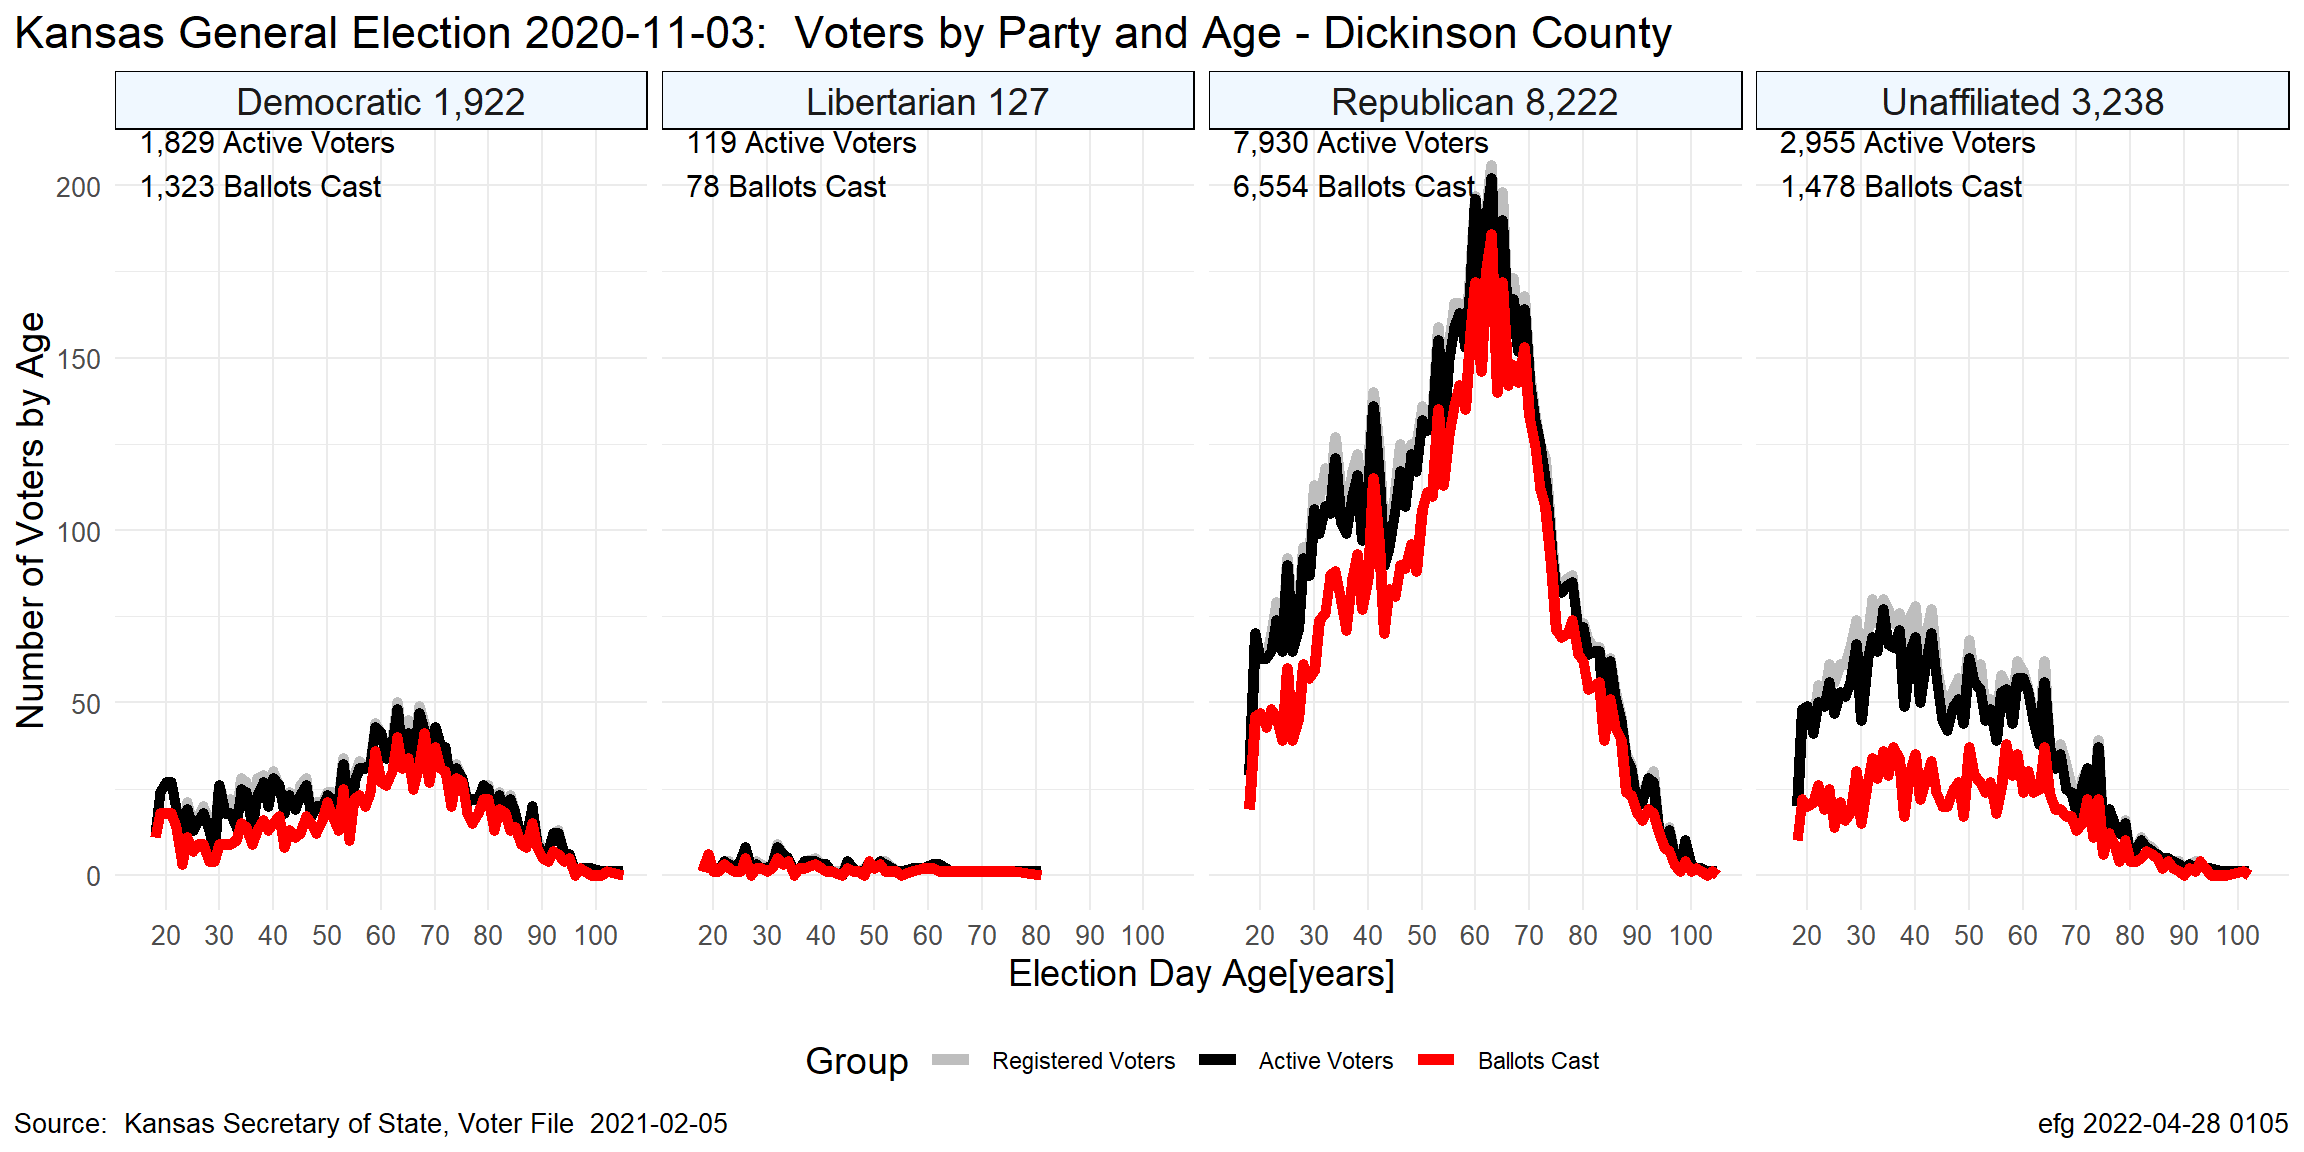 Kansas General Election 2020-11-03:  Voters by Party and Age - Dickinson County
Democratic 1,922
Libertarian 127
Republican 8,222
Unaffiliated 3,238
1,829 Active Voters
1,323 Ballots Cast
119 Active Voters
78 Ballots Cast
7,930 Active Voters
6,554 Ballots Cast
2,955 Active Voters
1,478 Ballots Cast
Number of Voters by Age
200
150
100
50
0
20 30 40 50 60 70 80 90 100
20 30 40 50 60 70 80 90 100
20 30 40 50 60 70 80 90 100
20 30 40 50 60 70 80 90 100
Election Day Age[years]
Group Registered Voters Active Voters Ballots Cast
Source:  Kansas Secretary of State, Voter File  2021-02-05
efg 2022-04-28 0105